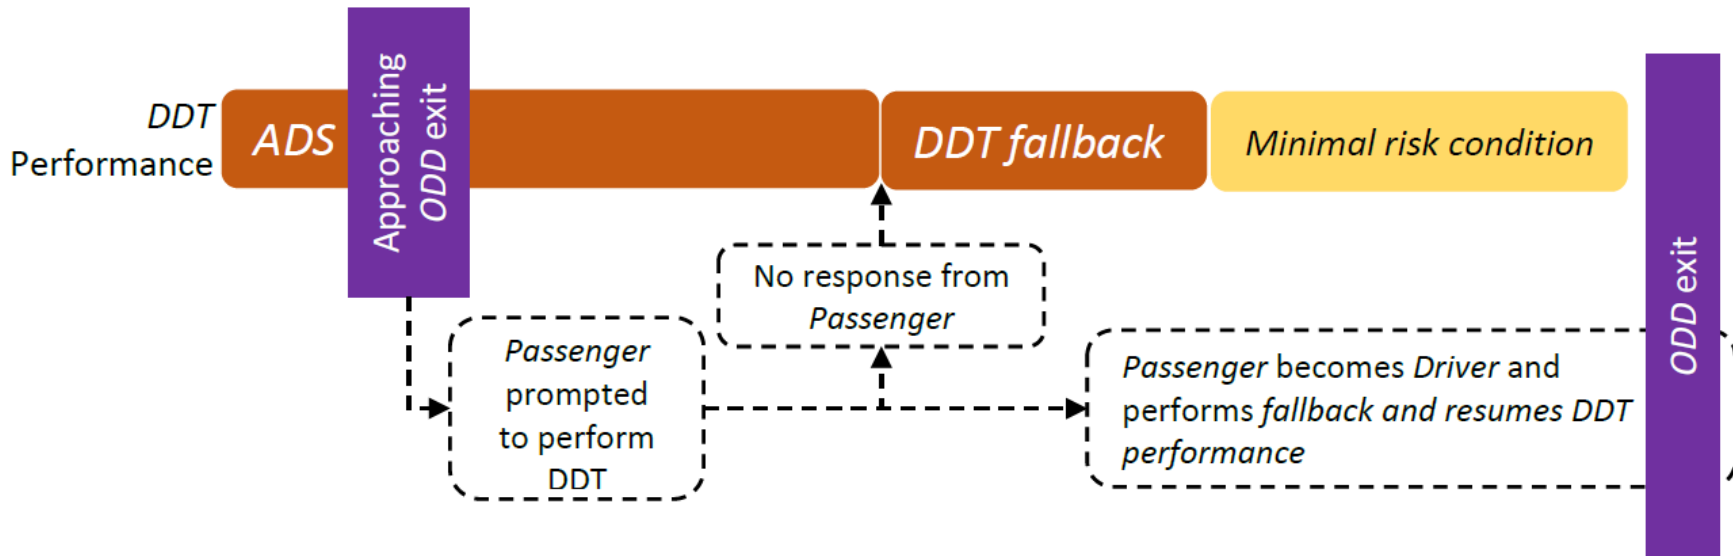 DDT
Performance
ADS
Approaching
ODD exit
DDT fallback
Minimal risk condition
No response from
Passenger
Passenger
prompted
to perform
DDT
Passenger becomes Driver and
performs fallback and resumes DDT
performance
ODD exit